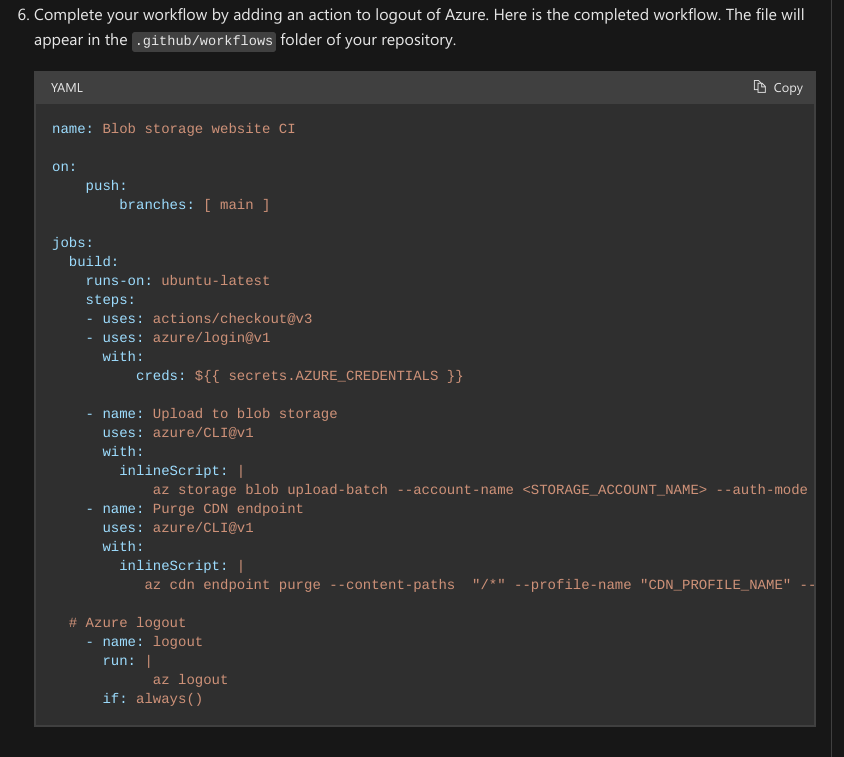 6. Complete your workflow by adding an action to logout of Azure. Here is the completed workflow. The file will
appear in the .github/workflows folder of your repository.
YAML
Copy
name: Blob storage website CI
on:
    push:
        branches: [ main ]
jobs:
  build:
    runs-on: ubuntu-latest
    steps:
    - uses: actions/checkout@v3
    - uses: azure/login@v1
      with:
          creds: ${{ secrets.AZURE_CREDENTIALS }}
    - name: Upload to blob storage
      uses: azure/CLI@v1
      with:
        inlineScript: |
            az storage blob upload-batch --account-name <STORAGE_ACCOUNT_NAME> --auth-mode
    - name: Purge CDN endpoint
      uses: azure/CLI@v1
      with:
        inlineScript: |
           az cdn endpoint purge --content-paths  "/*" --profile-name "CDN_PROFILE_NAME" --
  # Azure logout
    - name: logout
      run: |
            az logout
      if: always()